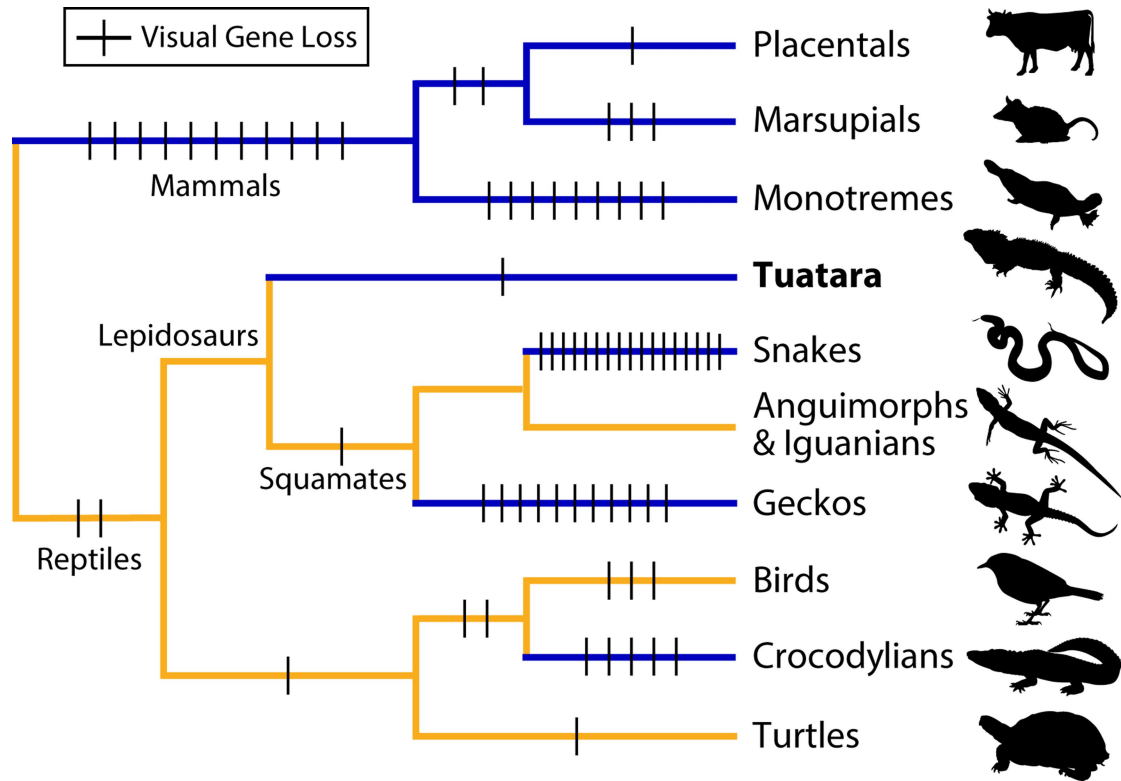 Visual Gene Loss
Placentals
Marsupials
Mammals
Monotremes
Tuatara
Lepidosaurs
Snakes
Anguimorphs
& Iguanians
Squamates
Geckos
Reptiles
Birds
Crocodylians
Turtles